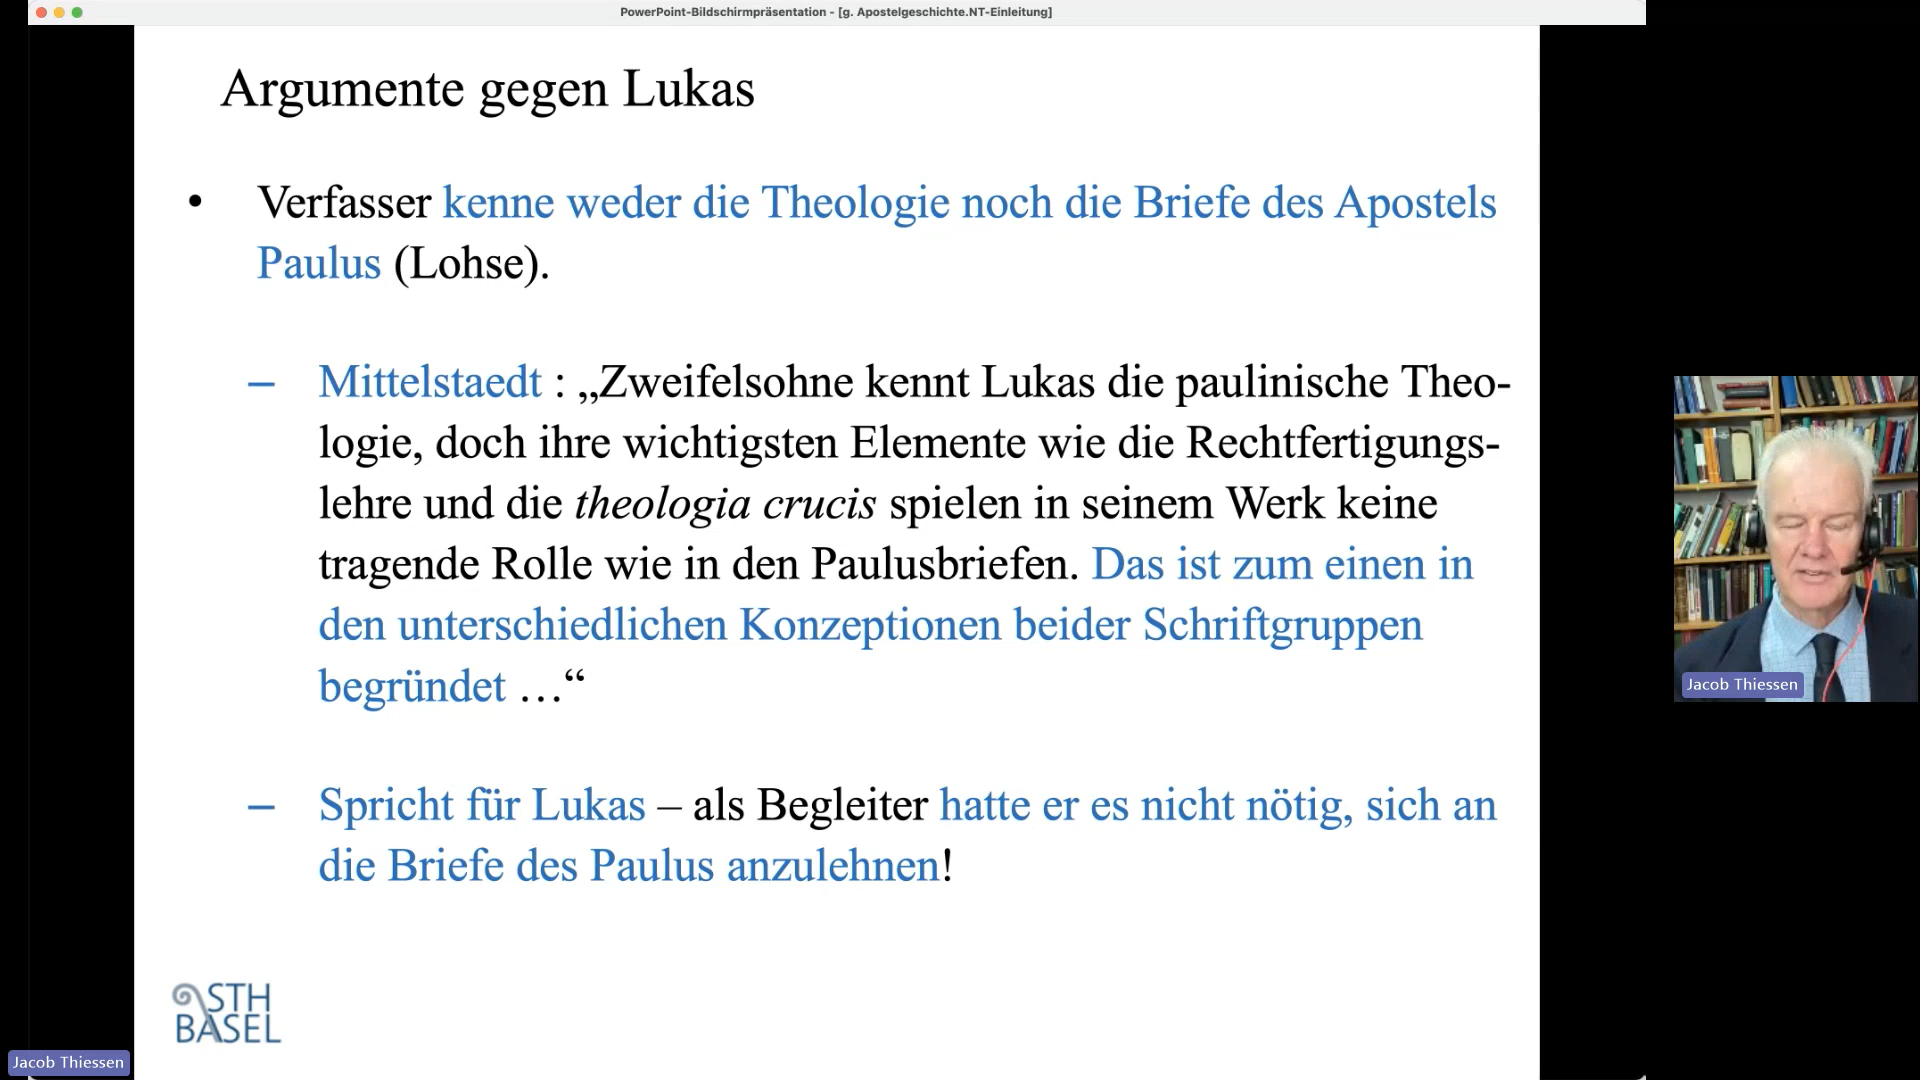 PowerPoint-Bildschirmpräsentation - [g. Apostelgeschichte.NT-Einleitung]
Argumente gegen Lukas
• Verfasser kenne weder die Theologie noch die Briefe des Apostels
Paulus (Lohse).
– Mittelstaedt : „Zweifelsohne kennt Lukas die paulinische Theo-
logie, doch ihre wichtigsten Elemente wie die Rechtfertigungs-
lehre und die theologia crucis spielen in seinem Werk keine
tragende Rolle wie in den Paulusbriefen. Das ist zum einen in
den unterschiedlichen Konzeptionen beider Schriftgruppen
begründet …“
– Spricht für Lukas – als Begleiter hatte er es nicht nötig, sich an
die Briefe des Paulus anzulehnen!
STH
BASEL
Jacob Thiessen
Jacob Thiessen